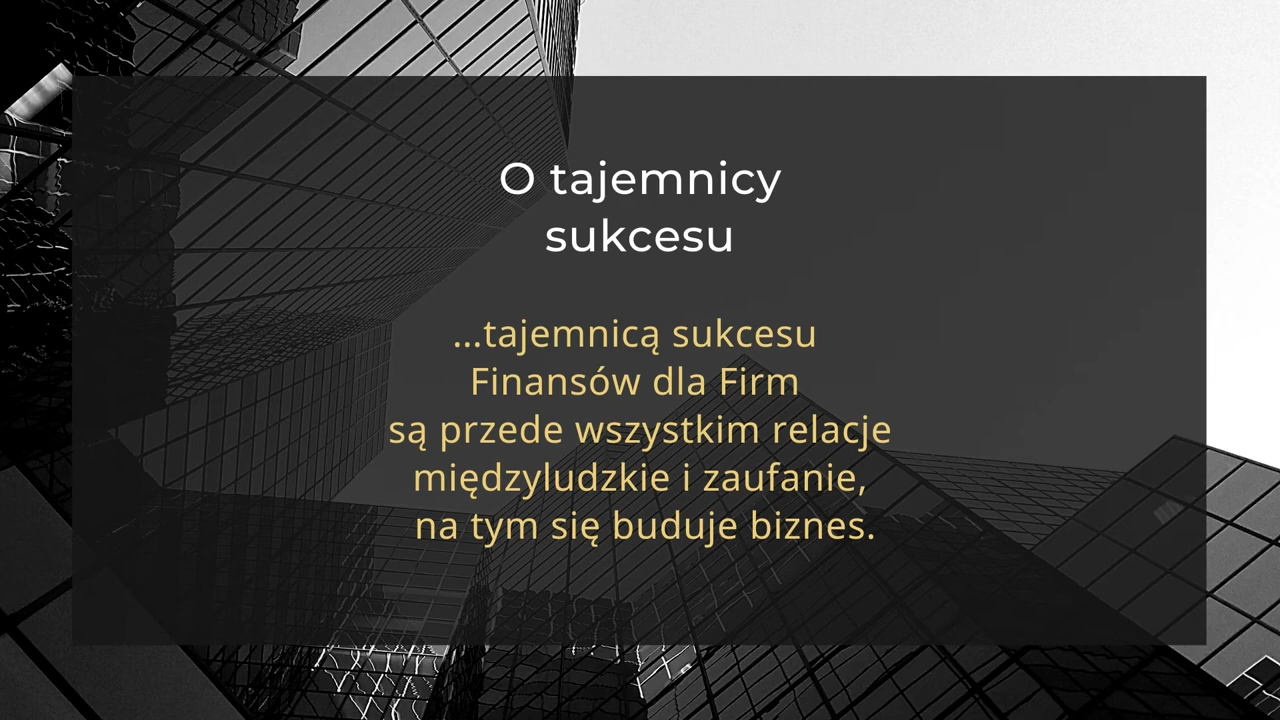 O tajemnicy
sukcesu
...tajemnicą sukcesu
Finansów dla Firm
są przede wszystkim relacje
międzyludzkie i zaufanie,
na tym się buduje biznes.